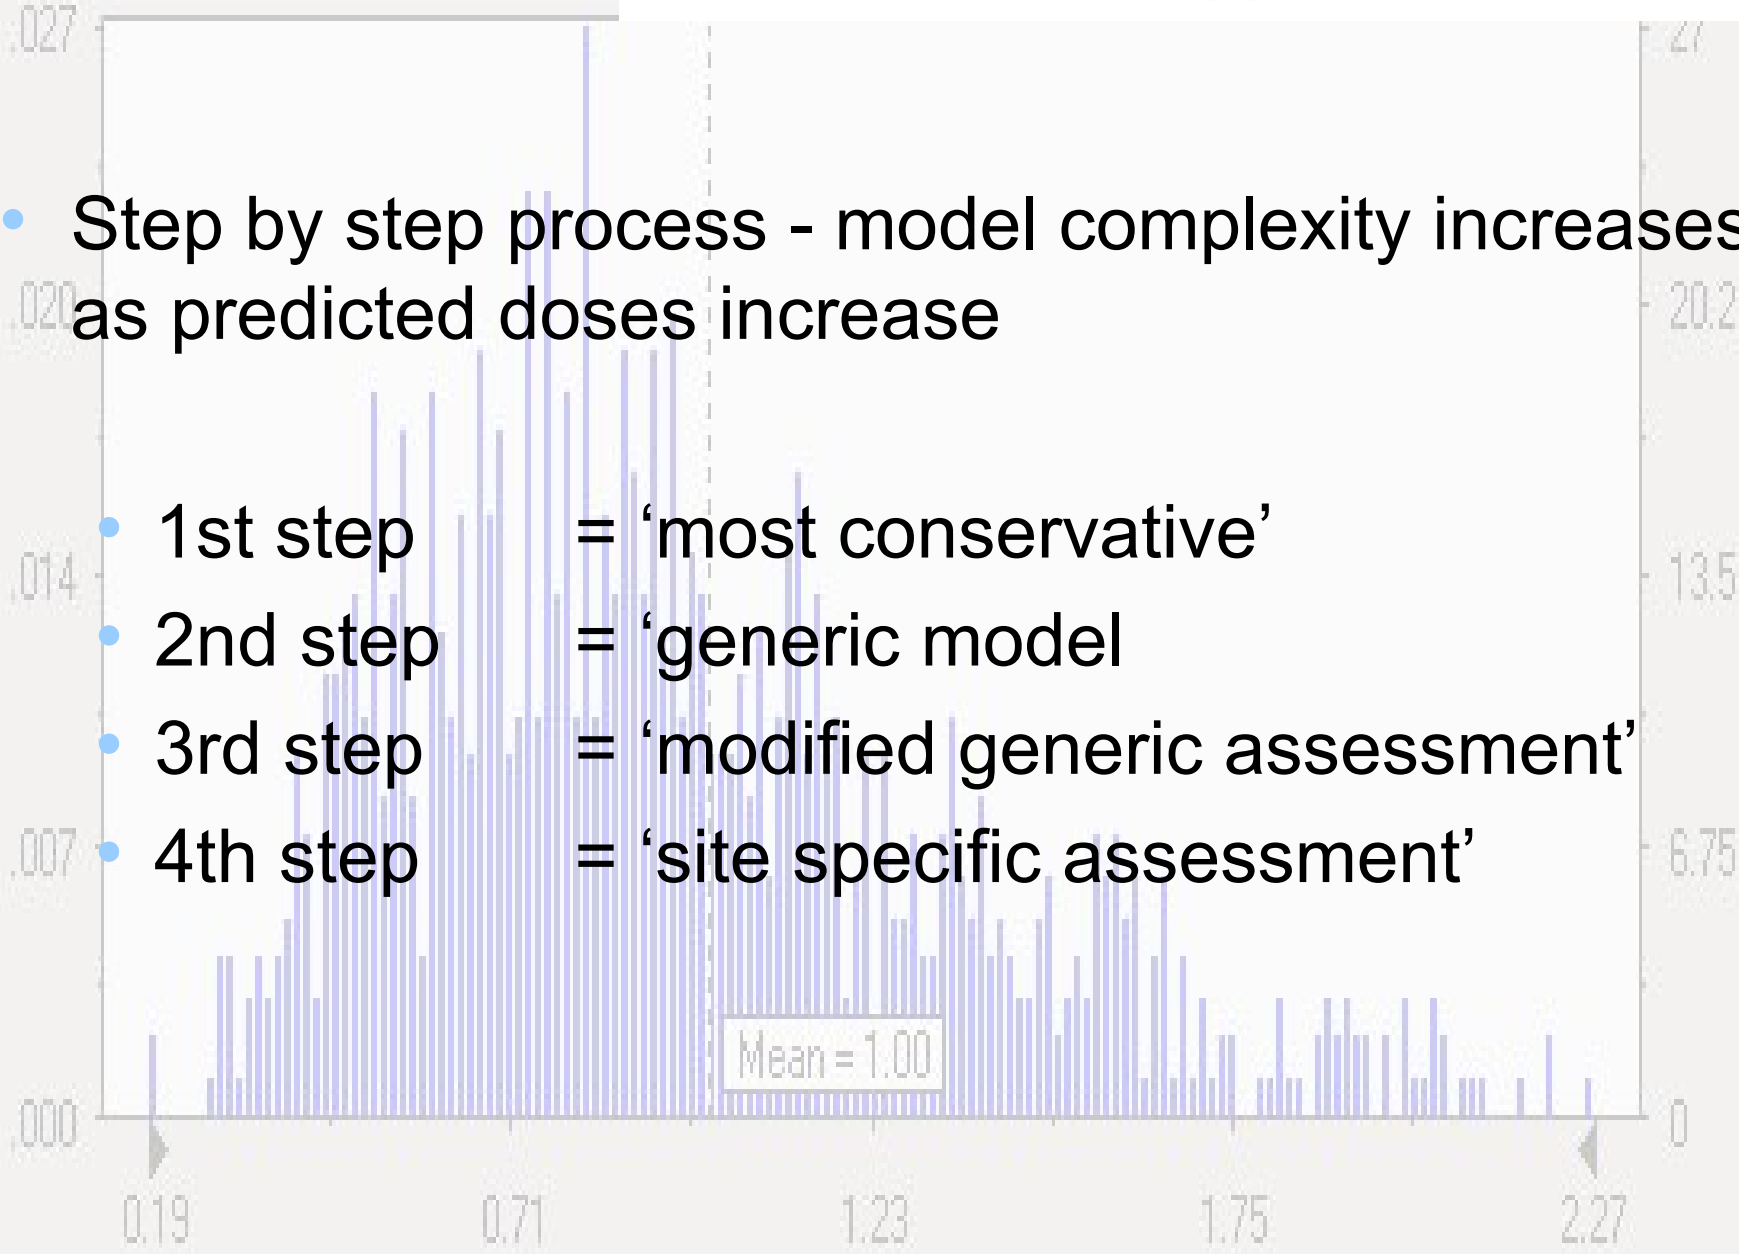 .027 27
• Step by step process - model complexity increases
as predicted doses increase
.020 20.2
• 1st step = ‘most conservative’
.014 13.5
• 2nd step = ‘generic model
• 3rd step = ‘modified generic assessment’
• 4th step = ‘site specific assessment’
.007 6.75
Mean = 1.00
.000 0
0.19 0.71 1.23 1.75 2.27